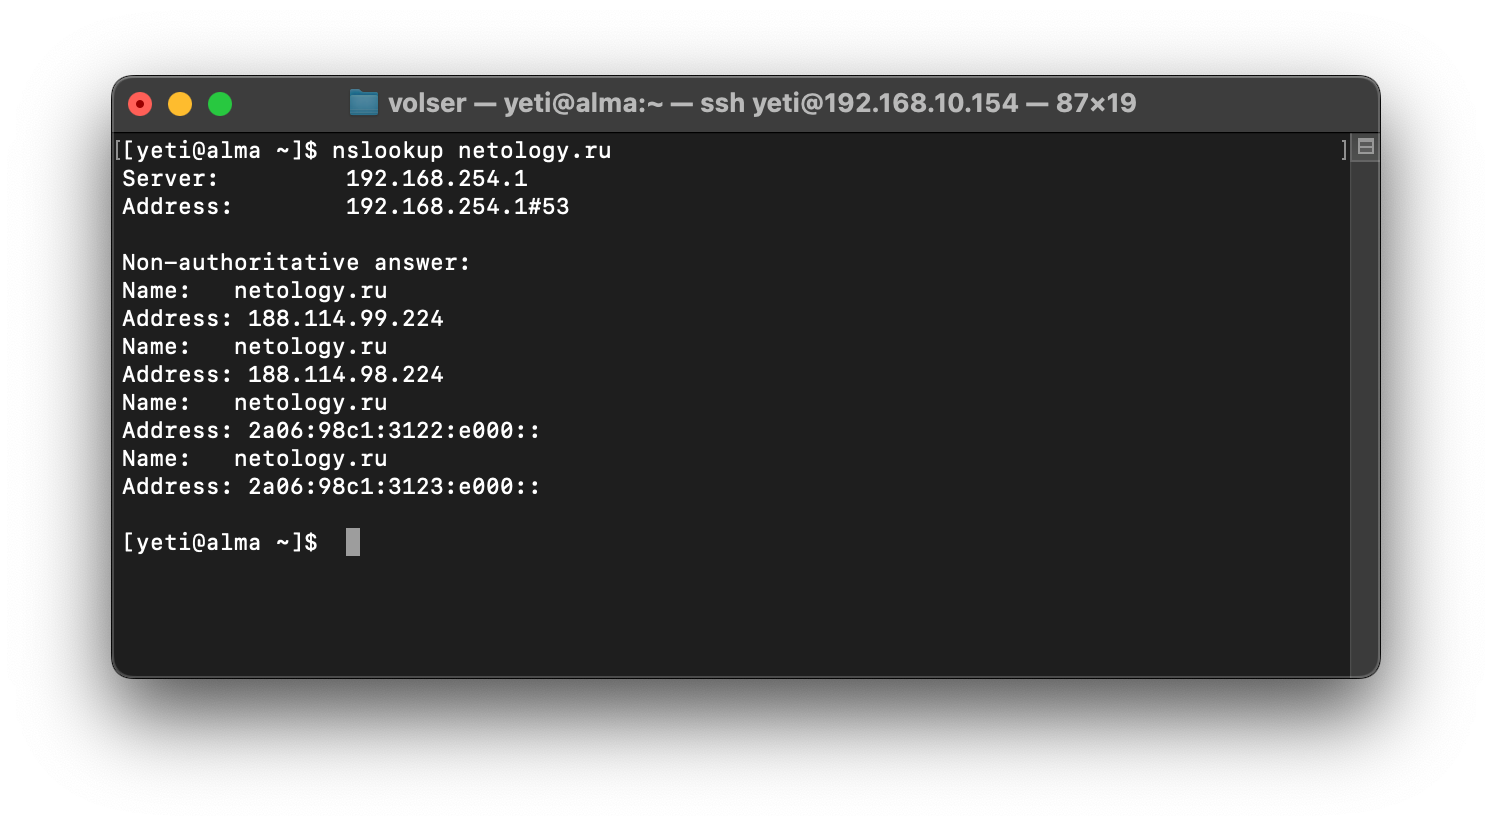 volser — yeti@alma:~ — ssh yeti@192.168.10.154 — 87×19
[[yeti@alma ~]$ nslookup netology.ru ]
Server:		192.168.254.1
Address:	192.168.254.1#53

Non-authoritative answer:
Name:	netology.ru
Address: 188.114.99.224
Name:	netology.ru
Address: 188.114.98.224
Name:	netology.ru
Address: 2a06:98c1:3122:e000::
Name:	netology.ru
Address: 2a06:98c1:3123:e000::

[yeti@alma ~]$